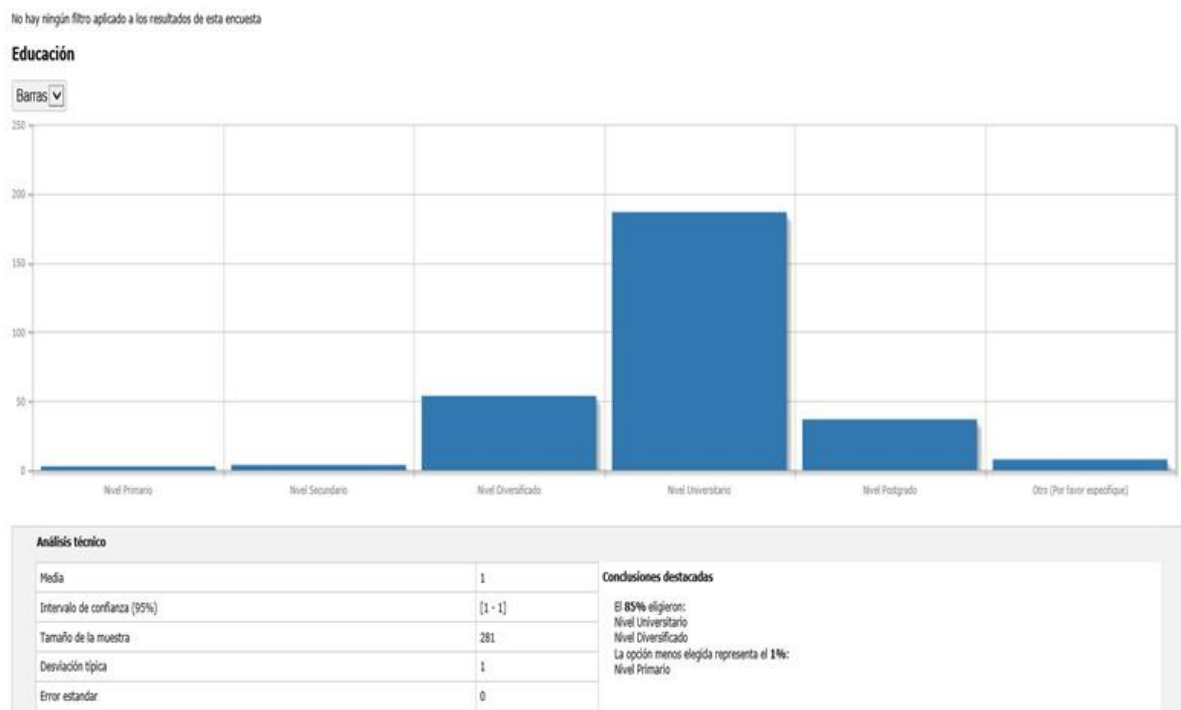 No hay ningún filtro aplicado a los resultados de esta encuesta
Educación
Barras
250
200
150
100
50
0
Nivel Primario
Nivel Secundario
Nivel Diversificado
Nivel Universitario
Nivel Postgrado
Otro (Por favor especifique)
Análisis técnico
Media 1
Intervalo de confianza (95%) [1 - 1]
Tamaño de la muestra 281
Desviación típica 1
Error estandar 0
Conclusiones destacadas
El 85% eligieron:
Nivel Universitario
Nivel Diversificado
La opción menos elegida representa el 1%:
Nivel Primario